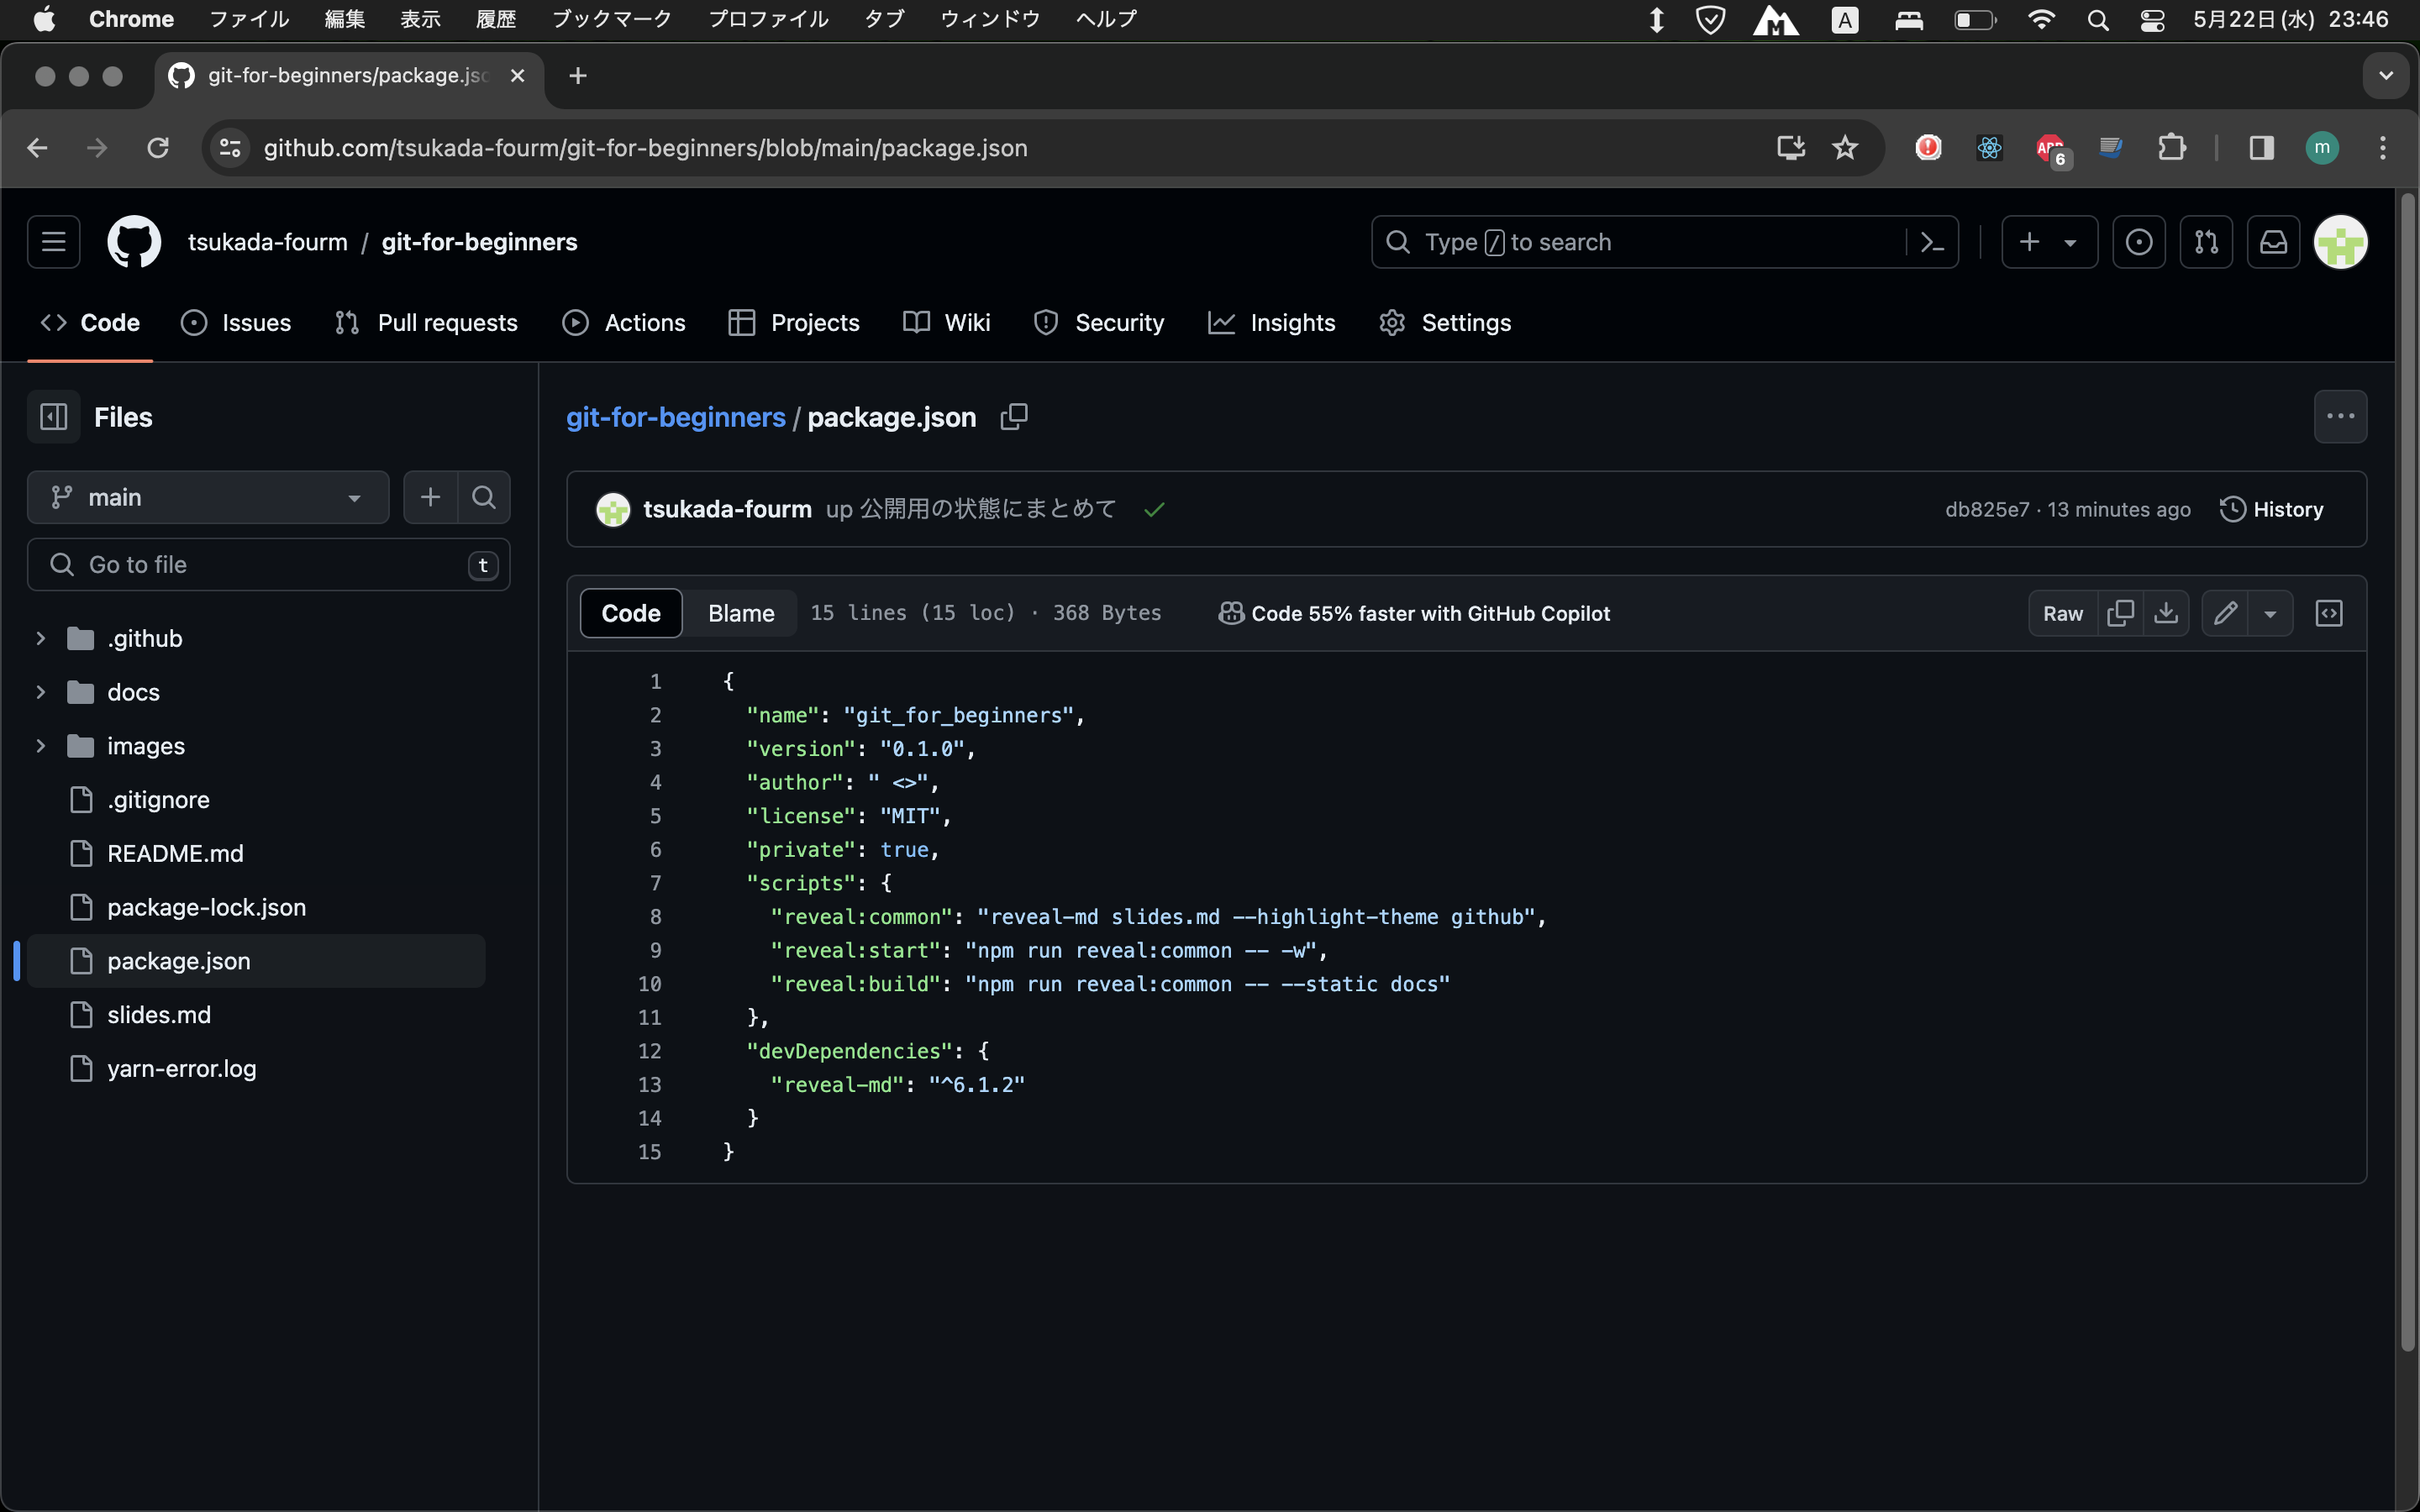 Chrome ファイル 編集 表示 履歴 ブックマーク プロファイル タブ ウィンドウ ヘルプ A 5月22日(水) 23:46
git-for-beginners/package.jsc
github.com/tsukada-fourm/git-for-beginners/blob/main/package.json ABP 6 m
tsukada-fourm / git-for-beginners Type / to search
Code Issues Pull requests Actions Projects Wiki Security Insights Settings
Files
main
Go to file t
.github
docs
images
.gitignore
README.md
package-lock.json
package.json
slides.md
yarn-error.log
git-for-beginners / package.json
tsukada-fourm up 公開用の状態にまとめて db825e7 · 13 minutes ago History
Code Blame 15 lines (15 loc) · 368 Bytes Code 55% faster with GitHub Copilot Raw
1 {
2 "name": "git_for_beginners",
3 "version": "0.1.0",
4 "author": " <>",
5 "license": "MIT",
6 "private": true,
7 "scripts": {
8 "reveal:common": "reveal-md slides.md --highlight-theme github",
9 "reveal:start": "npm run reveal:common -- -w",
10 "reveal:build": "npm run reveal:common -- --static docs"
11 },
12 "devDependencies": {
13 "reveal-md": "^6.1.2"
14 }
15 }